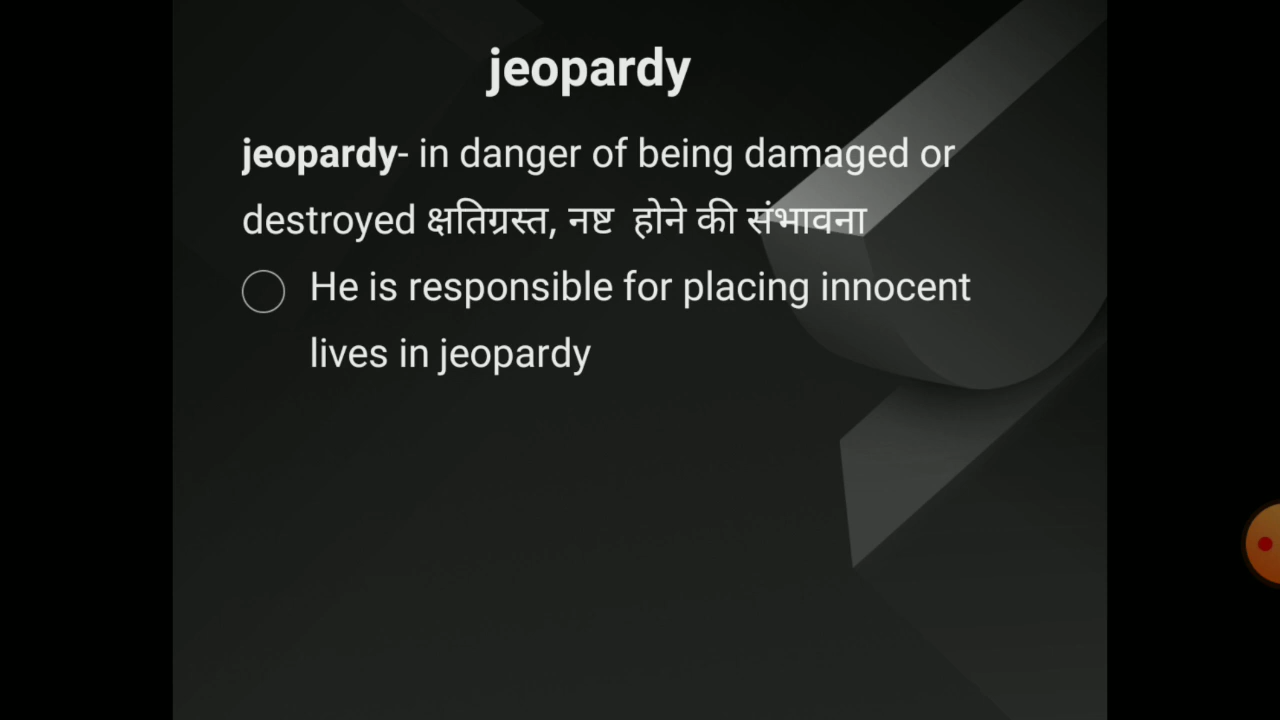 jeopardy
jeopardy- in danger of being damaged or
destroyed क्षतिग्रस्त, नष्ट होने की संभावना
He is responsible for placing innocent
lives in jeopardy